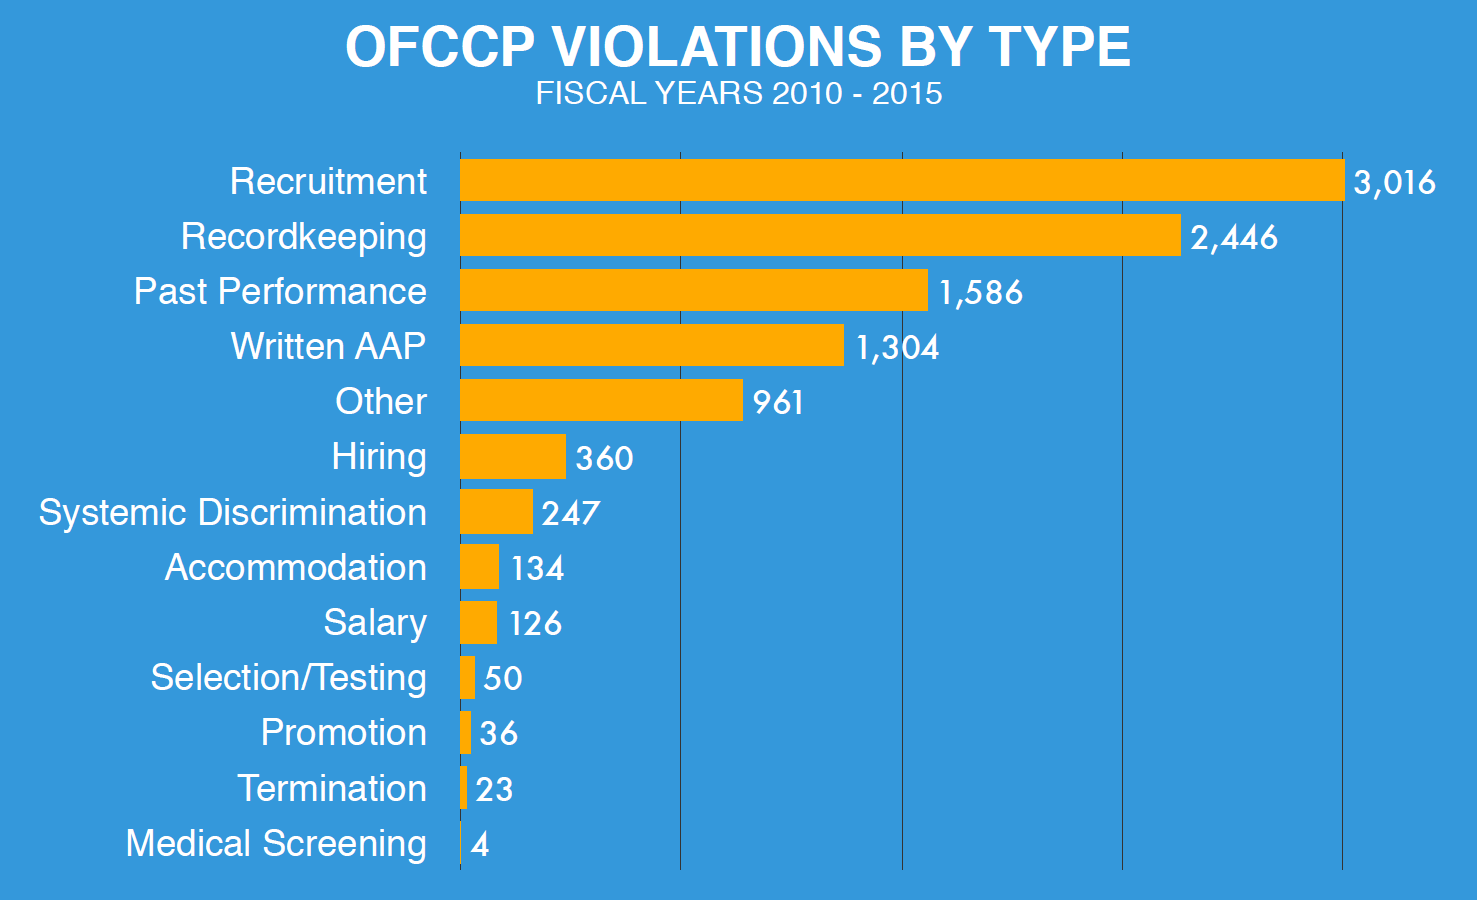 OFCCP VIOLATIONS BY TYPE
FISCAL YEARS 2010 - 2015
Recruitment 3,016
Recordkeeping 2,446
Past Performance 1,586
Written AAP 1,304
Other 961
Hiring 360
Systemic Discrimination 247
Accommodation 134
Salary 126
Selection/Testing 50
Promotion 36
Termination 23
Medical Screening 4